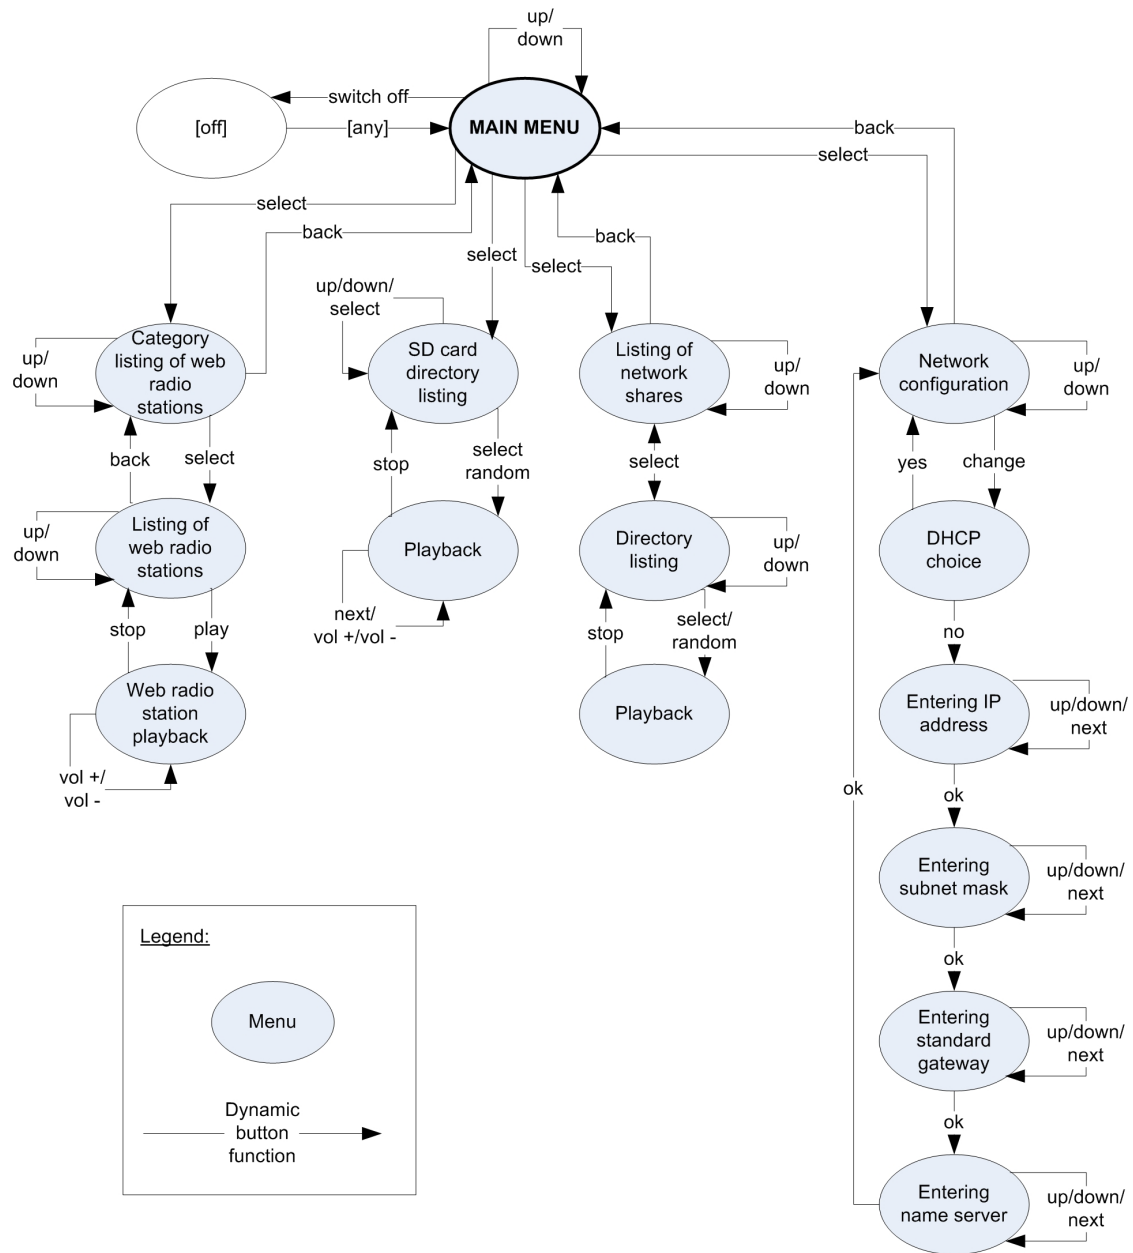 up/
down
switch off
[off]
[any]
MAIN MENU
back
select
select
back
select
select
back
up/down/
select
up/
down
Category
listing of web
radio
stations
SD card
directory
listing
Listing of
network
shares
up/
down
Network
configuration
up/
down
back
select
stop
select
random
select
yes
change
up/
down
Listing of
web radio
stations
Playback
Directory
listing
up/
down
DHCP
choice
stop
play
next/
vol +/vol -
stop
select/
random
no
Web radio
station
playback
Playback
Entering IP
address
up/down/
next
vol +/
vol -
ok
ok
Entering
subnet mask
up/down/
next
ok
Legend:
Menu
Dynamic
button
function
Entering
standard
gateway
up/down/
next
ok
Entering
name server
up/down/
next